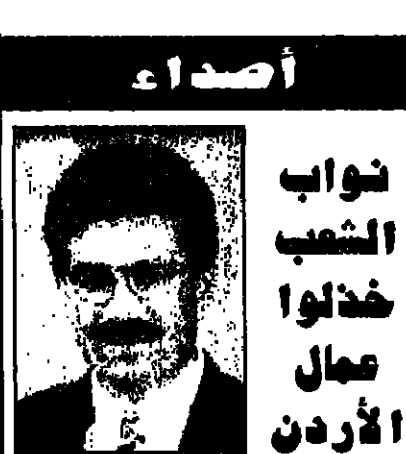 أصداء
نواب
الشعب
خذلوا
عمال
الأردن